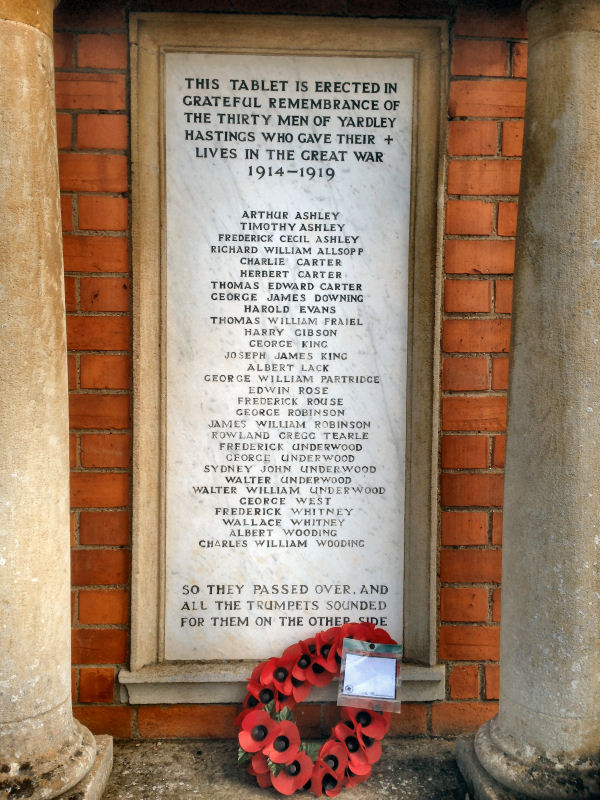 THIS TABLET IS ERECTED IN
GRATEFUL REMEMBRANCE OF
THE THIRTY MEN OF YARDLEY
HASTINGS WHO GAVE THEIR +
LIVES IN THE GREAT WAR
1914-1919
ARTHUR ASHLEY
TIMOTHY ASHLEY
FREDERICK CECIL ASHLEY
RICHARD WILLIAM ALLSOPP
CHARLIE CARTER
HERBERT CARTER
THOMAS EDWARD CARTER
GEORGE JAMES DOWNING
HAROLD EVANS
THOMAS WILLIAM FRAIEL
HARRY GIBSON
GEORGE KING
JOSEPH JAMES KING
ALBERT LACK
GEORGE WILLIAM PARTRIDGE
EDWIN ROSE
FREDERICK ROUSE
GEORGE ROBINSON
JAMES WILLIAM ROBINSON
ROWLAND GREGG TEARLE
FREDERICK UNDERWOOD
GEORGE UNDERWOOD
SYDNEY JOHN UNDERWOOD
WALTER UNDERWOOD
WALTER WILLIAM UNDERWOOD
GEORGE WEST
FREDERICK WHITNEY
WALLACE WHITNEY
ALBERT WOODING
CHARLES WILLIAM WOODING
SO THEY PASSED OVER, AND
ALL THE TRUMPETS SOUNDED
FOR THEM ON THE OTHER SIDE